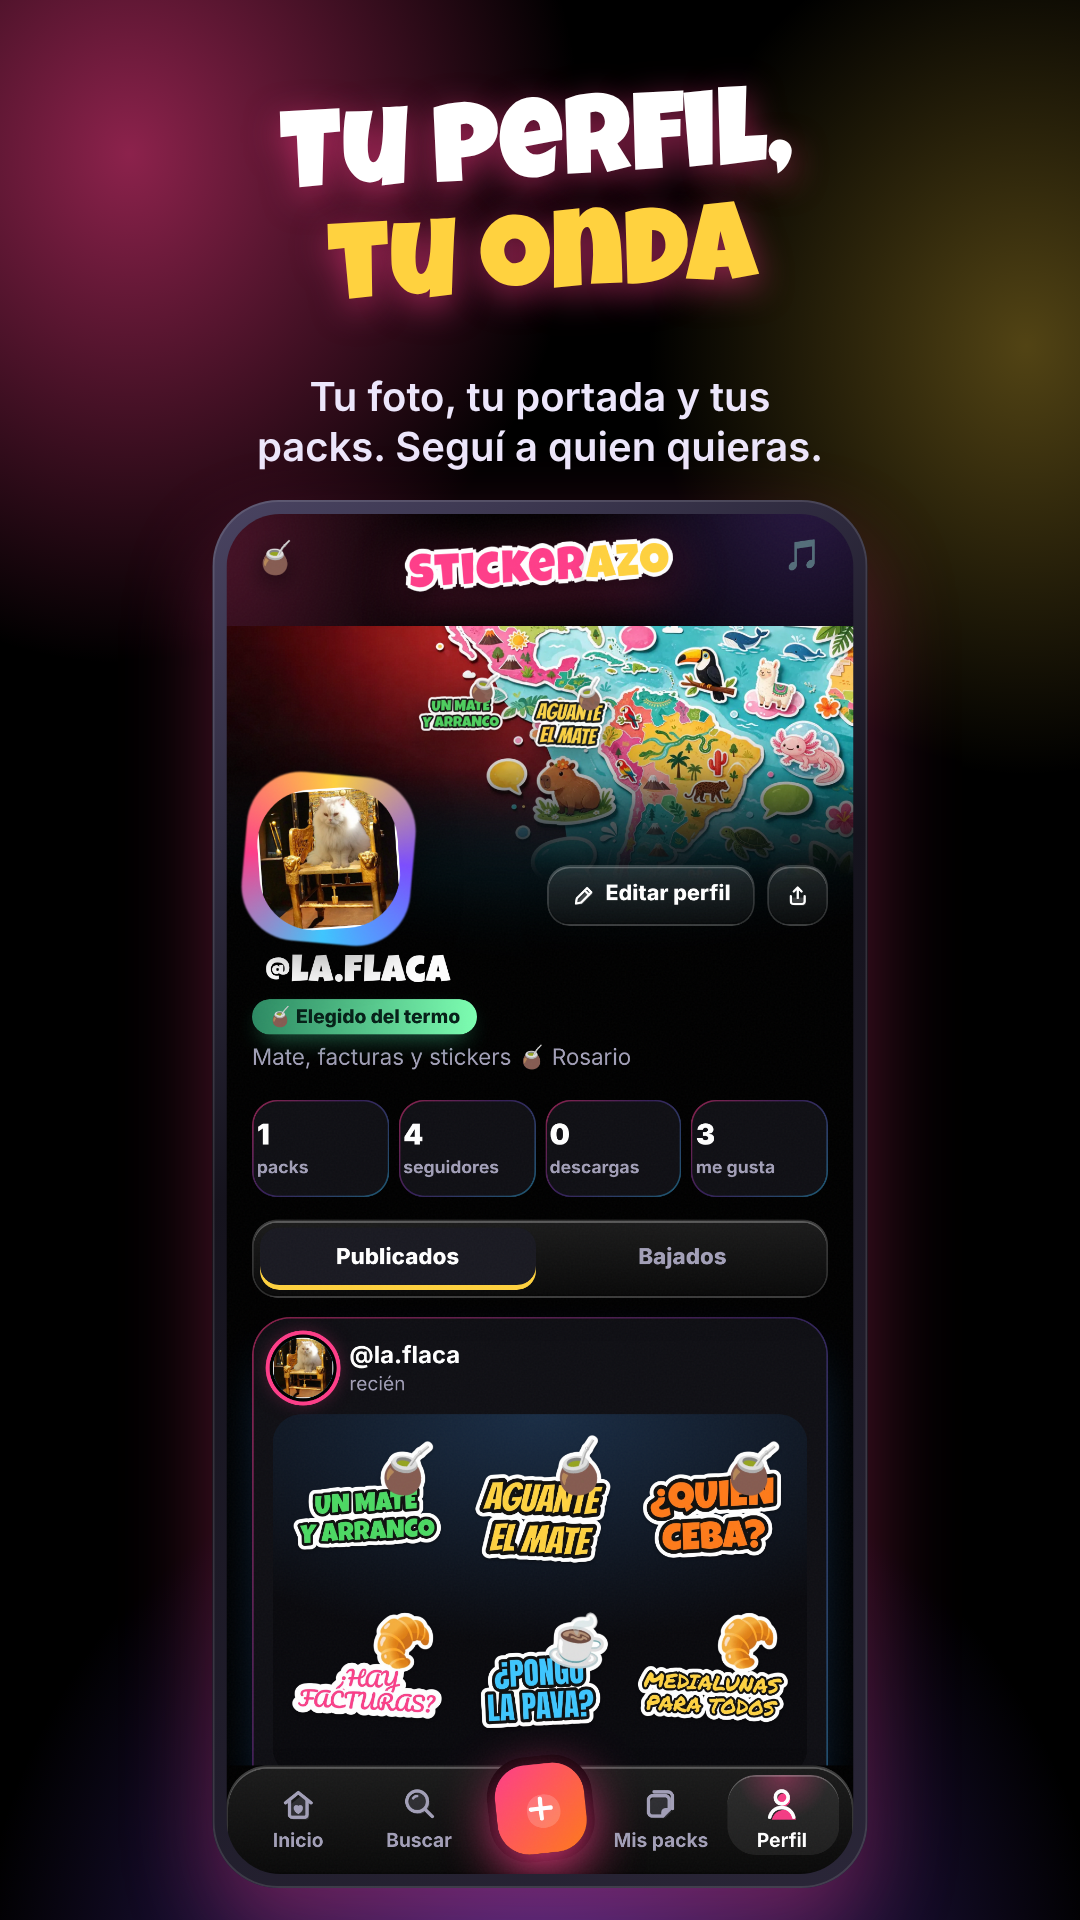 TU PERFIL,
TU ONDA
Tu foto, tu portada y tus
packs. Seguí a quien quieras.
STICKERAZO
UN MATE
Y ARRANCO
AGUANTE
EL MATE
Editar perfil
@LA.FLACA
Elegido del termo
Mate, facturas y stickers 🧉 Rosario
1
packs
4
seguidores
0
descargas
3
me gusta
Publicados
Bajados
@la.flaca
recién
UN MATE
Y ARRANCO
AGUANTE
EL MATE
¿QUIEN
CEBA?
¿HAY
FACTURAS?
¿PONGO
LA PAVA?
MEDIALUNAS
PARA TODOS
Inicio
Buscar
Mis packs
Perfil